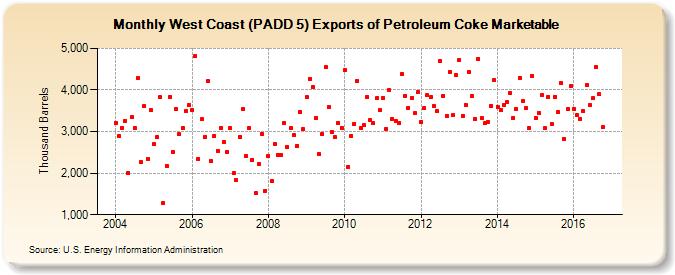 Monthly West Coast (PADD 5) Exports of Petroleum Coke Marketable
Thousand Barrels
5,000
4,000
3,000
2,000
1,000
2004 2006 2008 2010 2012 2014 2016
Source: U.S. Energy Information Administration